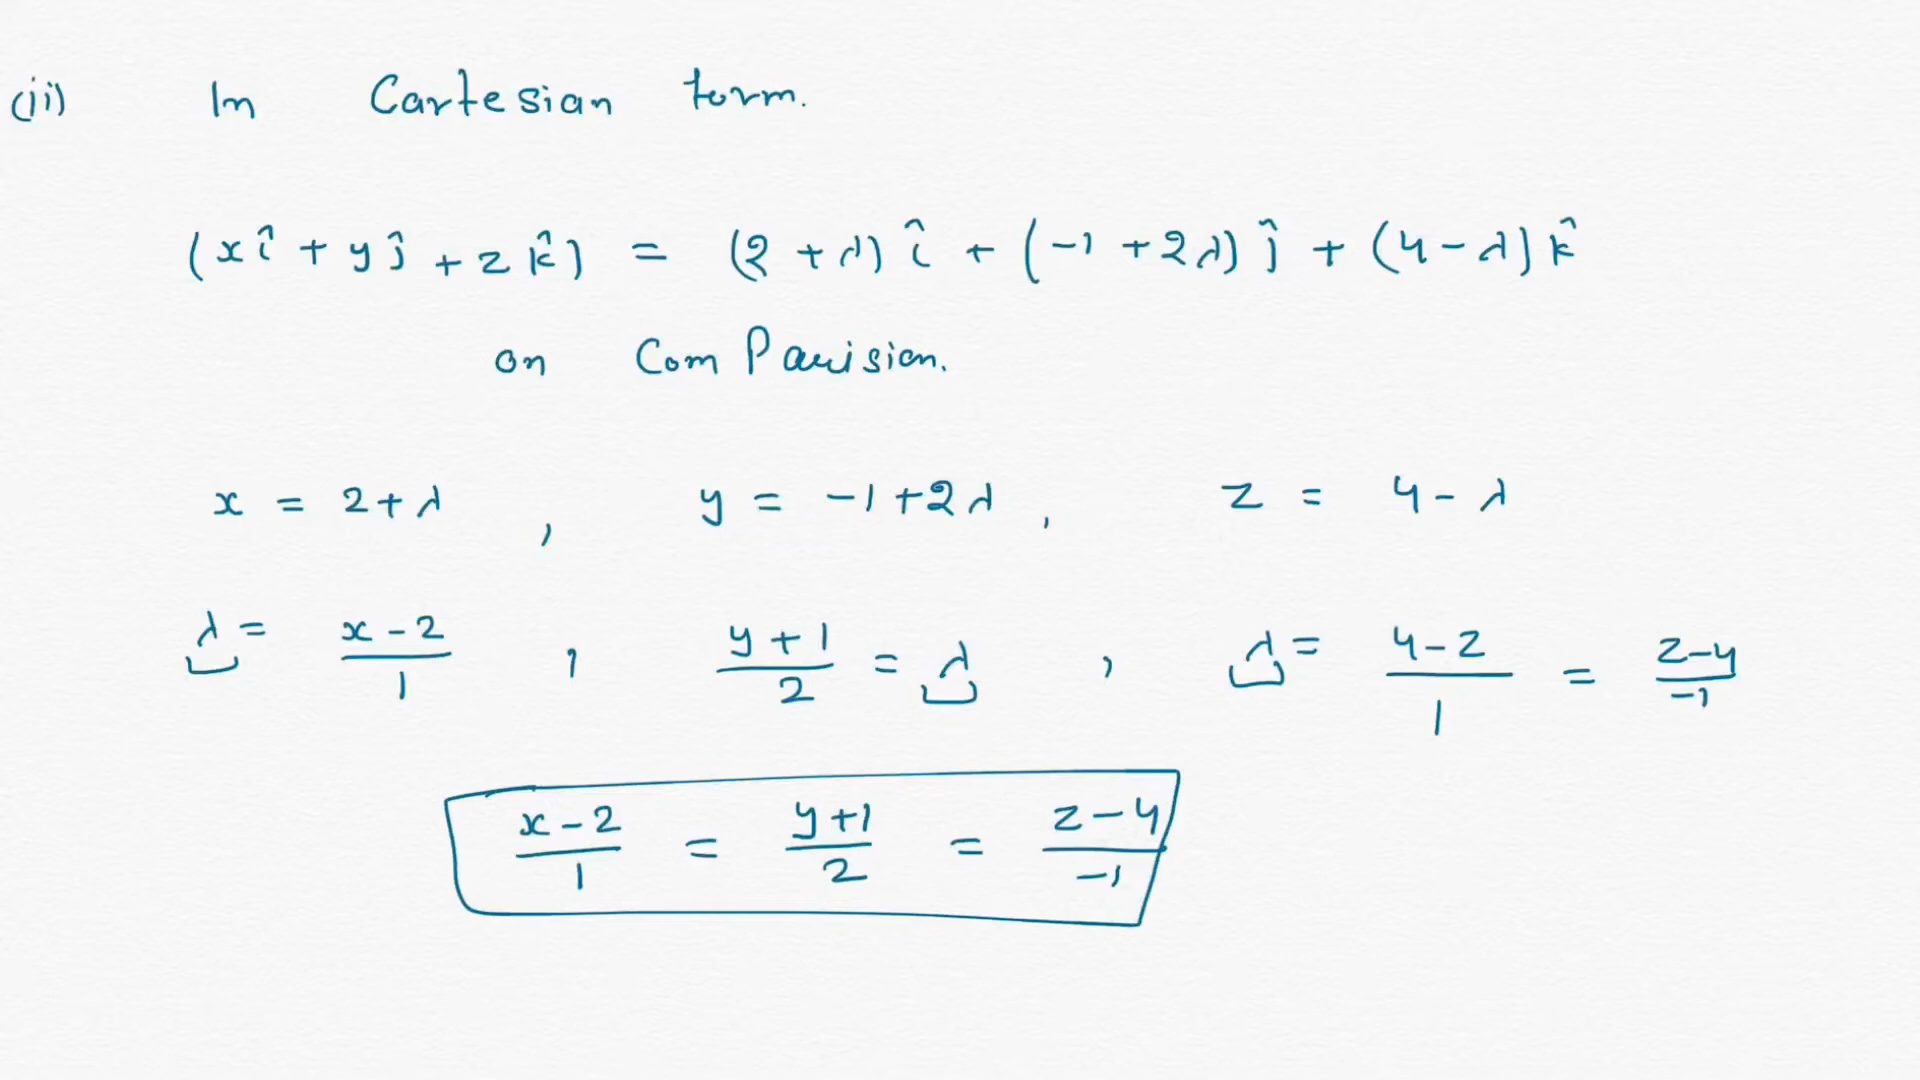 (ii) In Cartesian term.
(xî + yĵ + zk̂) = (2 + λ) î + (-1 + 2λ) ĵ + (4 - λ) k̂
on ComParision.
x = 2 + λ , y = -1 + 2λ , z = 4 - λ
λ = (x - 2)/1 , (y + 1)/2 = λ , λ = (4 - z)/1 = (z - 4)/-1
(x - 2)/1 = (y + 1)/2 = (z - 4)/-1